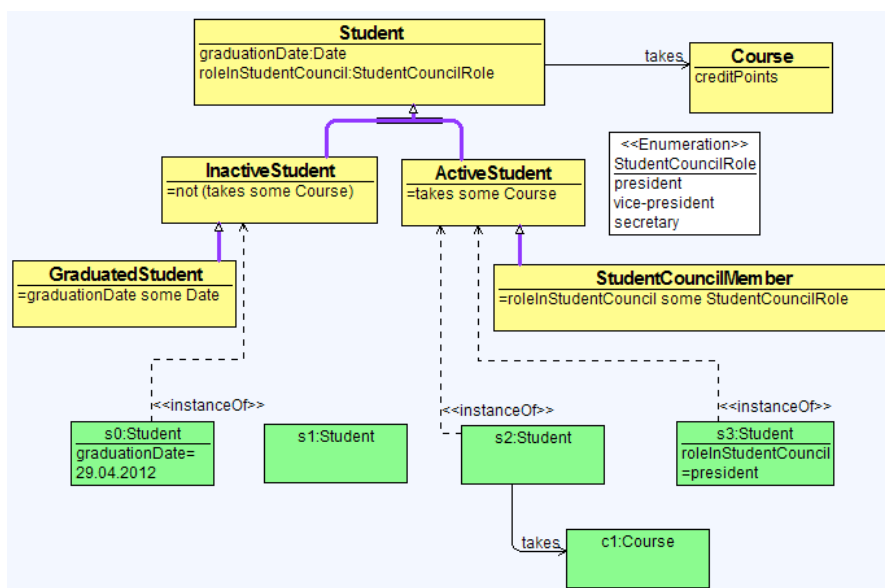 Student
graduationDate:Date
roleInStudentCouncil:StudentCouncilRole
takes
Course
creditPoints
<<Enumeration>>
StudentCouncilRole
president
vice-president
secretary
InactiveStudent
=not (takes some Course)
ActiveStudent
=takes some Course
GraduatedStudent
=graduationDate some Date
StudentCouncilMember
=roleInStudentCouncil some StudentCouncilRole
<<instanceOf>>
<<instanceOf>>
<<instanceOf>>
s0:Student
graduationDate=
29.04.2012
s1:Student
s2:Student
s3:Student
roleInStudentCouncil
=president
takes
c1:Course